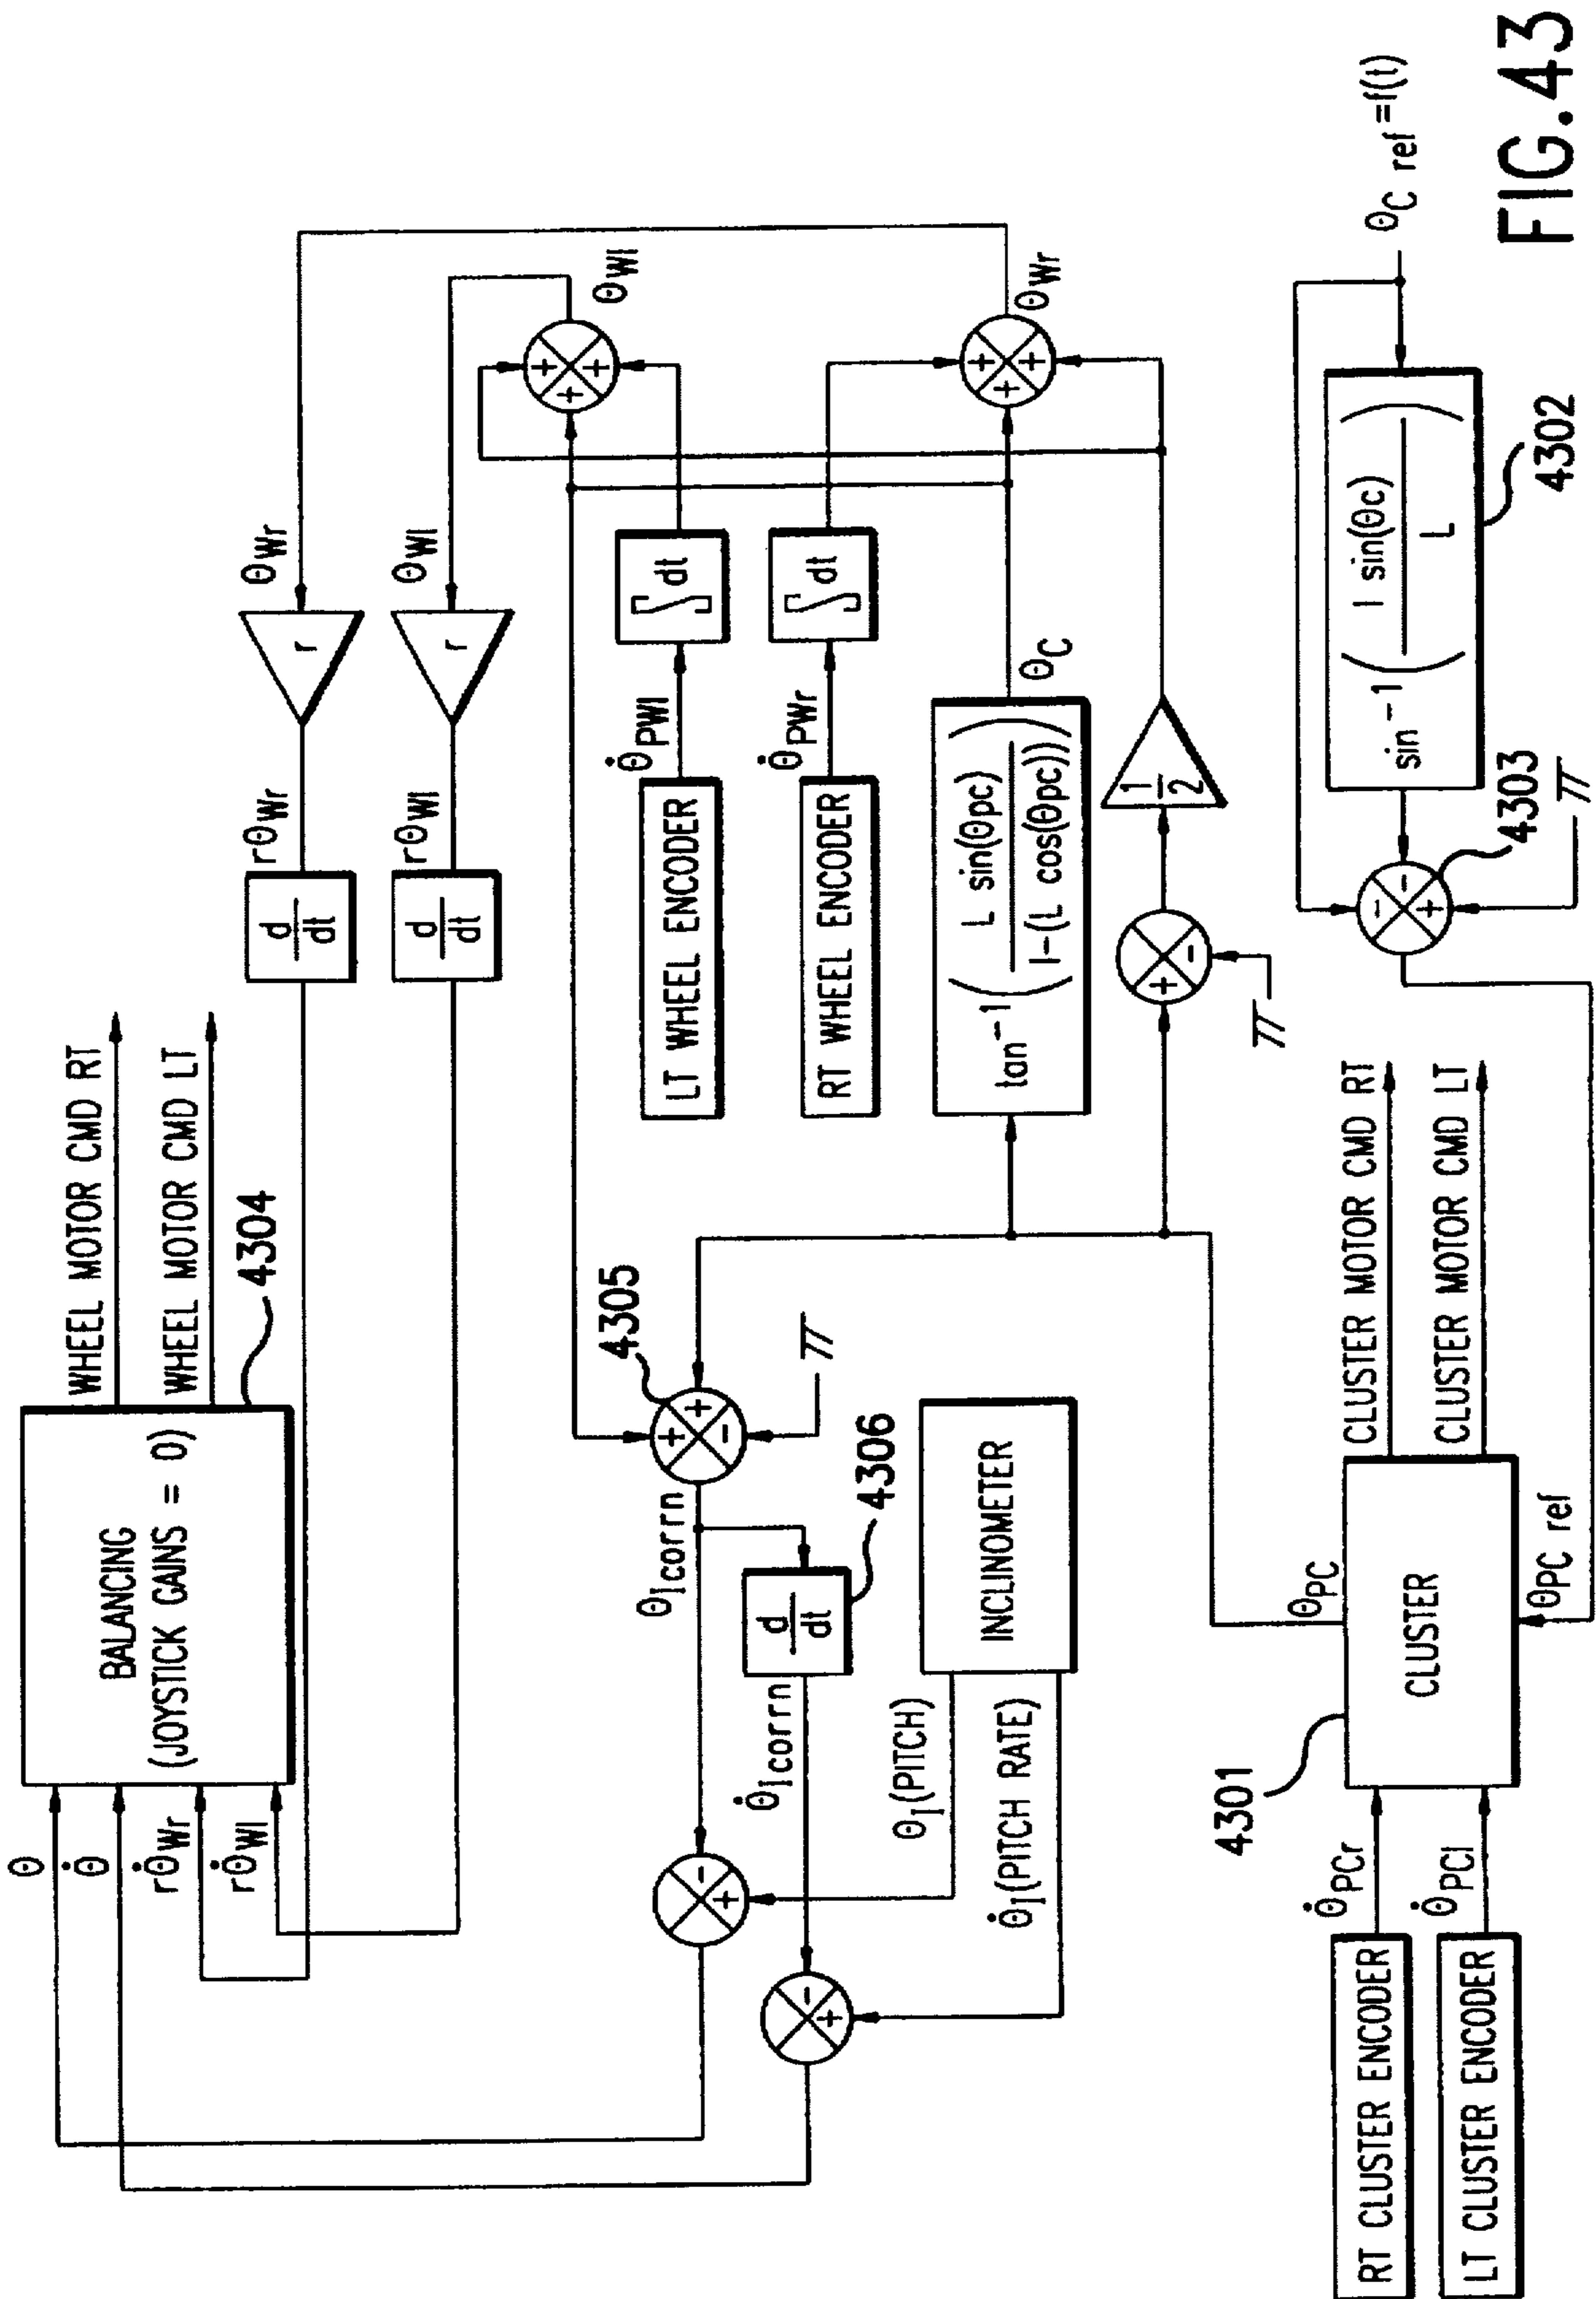 BALANCING
(JOYSTICK GAINS = 0)
θ
θ̇
rθ̇Wr
rθ̇Wl
WHEEL MOTOR CMD RT
WHEEL MOTOR CMD LT
4304
d/dt
rθWr
r
θWr
d/dt
rθWl
r
θWl
θWl
+
+
+
LT WHEEL ENCODER
θ̇PWl
∫ dt
RT WHEEL ENCODER
θ̇PWr
∫ dt
+
+
+
θWr
4305
+
+
-
π
θIcorrn
d/dt
4306
θ̇Icorrn
-
+
-
+
INCLINOMETER
θI(PITCH)
θ̇I(PITCH RATE)
tan⁻¹(L sin(θpc)/l-(L cos(θpc)))
θC
+
-
π
1/2
RT CLUSTER ENCODER
θ̇PCr
LT CLUSTER ENCODER
θ̇PCl
4301
CLUSTER
θPC
θPC ref
CLUSTER MOTOR CMD RT
CLUSTER MOTOR CMD LT
-
-
+
4303
π
sin⁻¹(l sin(θc)/L)
4302
θC ref =f(t)
FIG.43